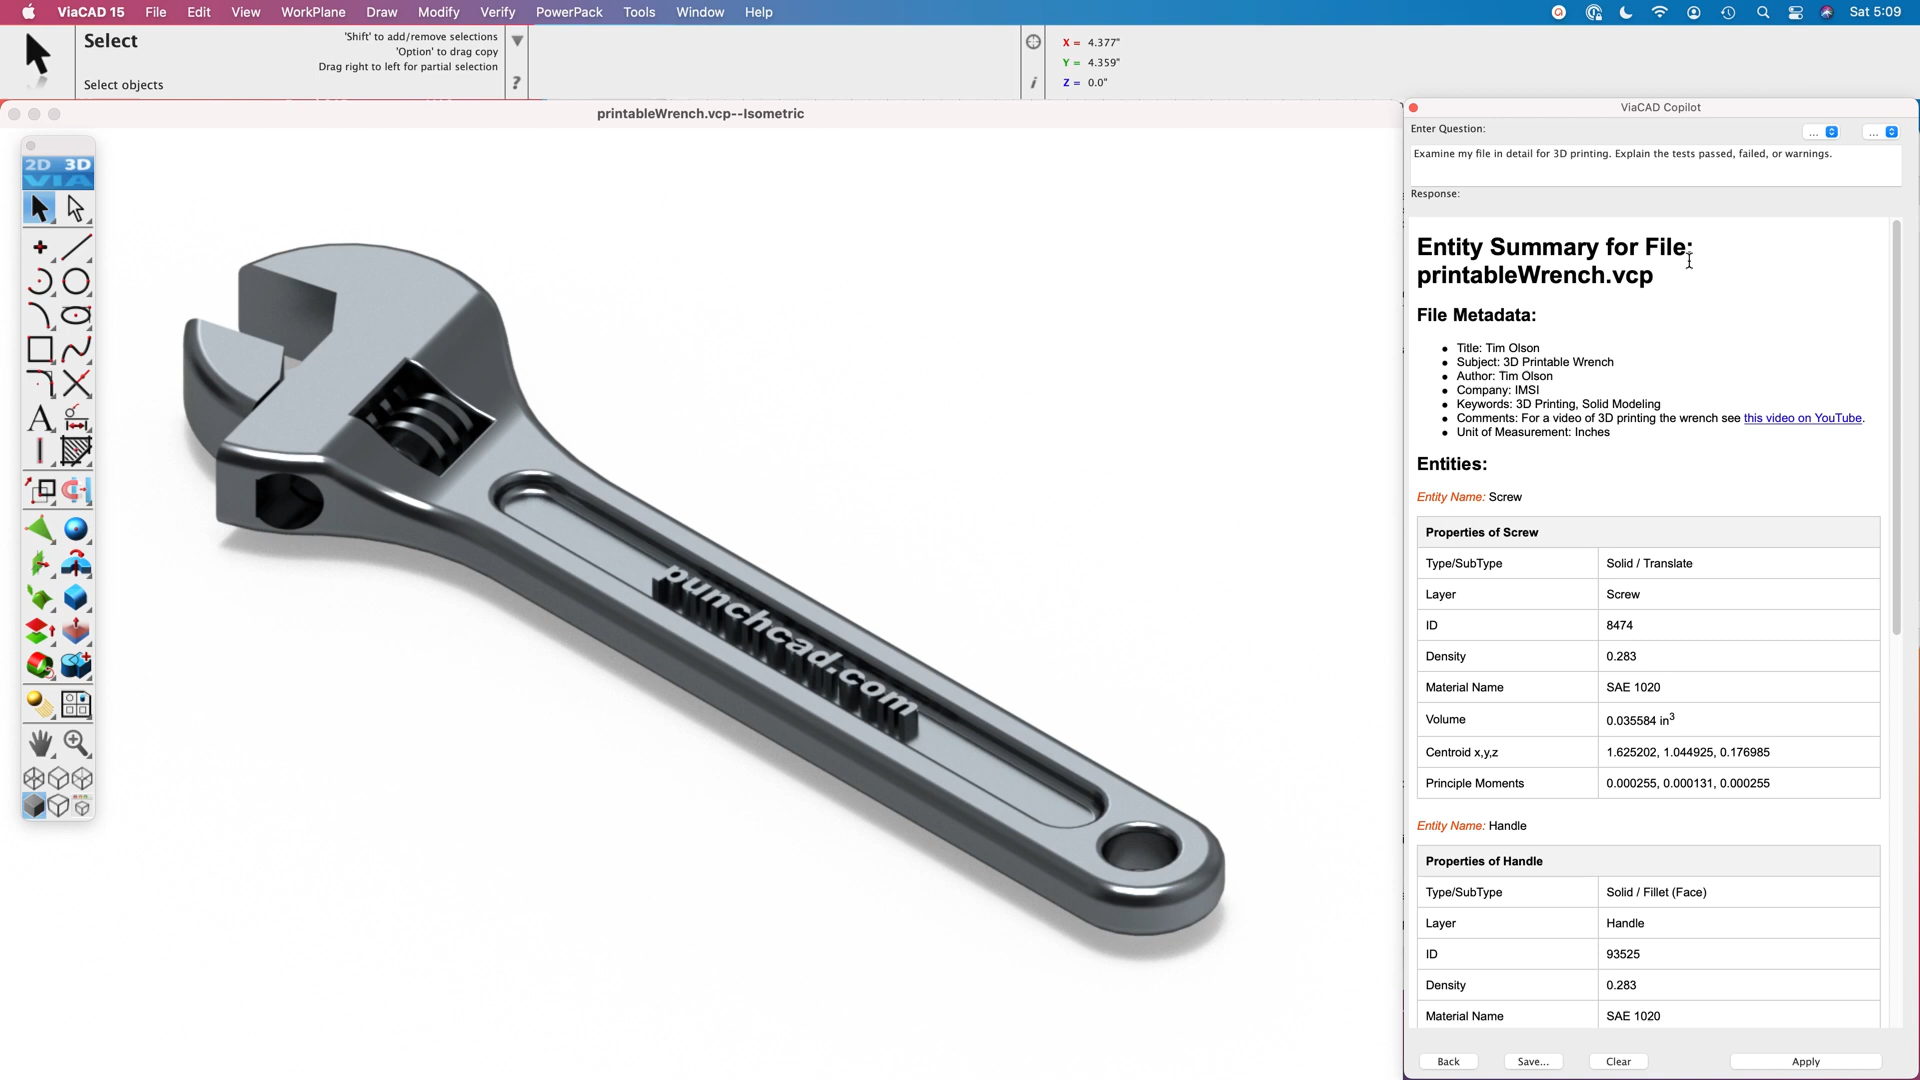 ViaCAD 15 File Edit View WorkPlane Draw Modify Verify PowerPack Tools Window Help
Sat 5:09
Select
Select objects
'Shift' to add/remove selections
'Option' to drag copy
Drag right to left for partial selection
?
i
X = 4.377"
Y = 4.359"
Z = 0.0"
printableWrench.vcp--Isometric
2D 3D
VIA
A
punchcad.com
ViaCAD Copilot
Enter Question:
...
...
Examine my file in detail for 3D printing. Explain the tests passed, failed, or warnings.
Response:
Entity Summary for File:
printableWrench.vcp
File Metadata:
• Title: Tim Olson
• Subject: 3D Printable Wrench
• Author: Tim Olson
• Company: IMSI
• Keywords: 3D Printing, Solid Modeling
• Comments: For a video of 3D printing the wrench see this video on YouTube.
• Unit of Measurement: Inches
Entities:
Entity Name: Screw
Properties of Screw
Type/SubType Solid / Translate
Layer Screw
ID 8474
Density 0.283
Material Name SAE 1020
Volume 0.035584 in³
Centroid x,y,z 1.625202, 1.044925, 0.176985
Principle Moments 0.000255, 0.000131, 0.000255
Entity Name: Handle
Properties of Handle
Type/SubType Solid / Fillet (Face)
Layer Handle
ID 93525
Density 0.283
Material Name SAE 1020
Back Save... Clear Apply